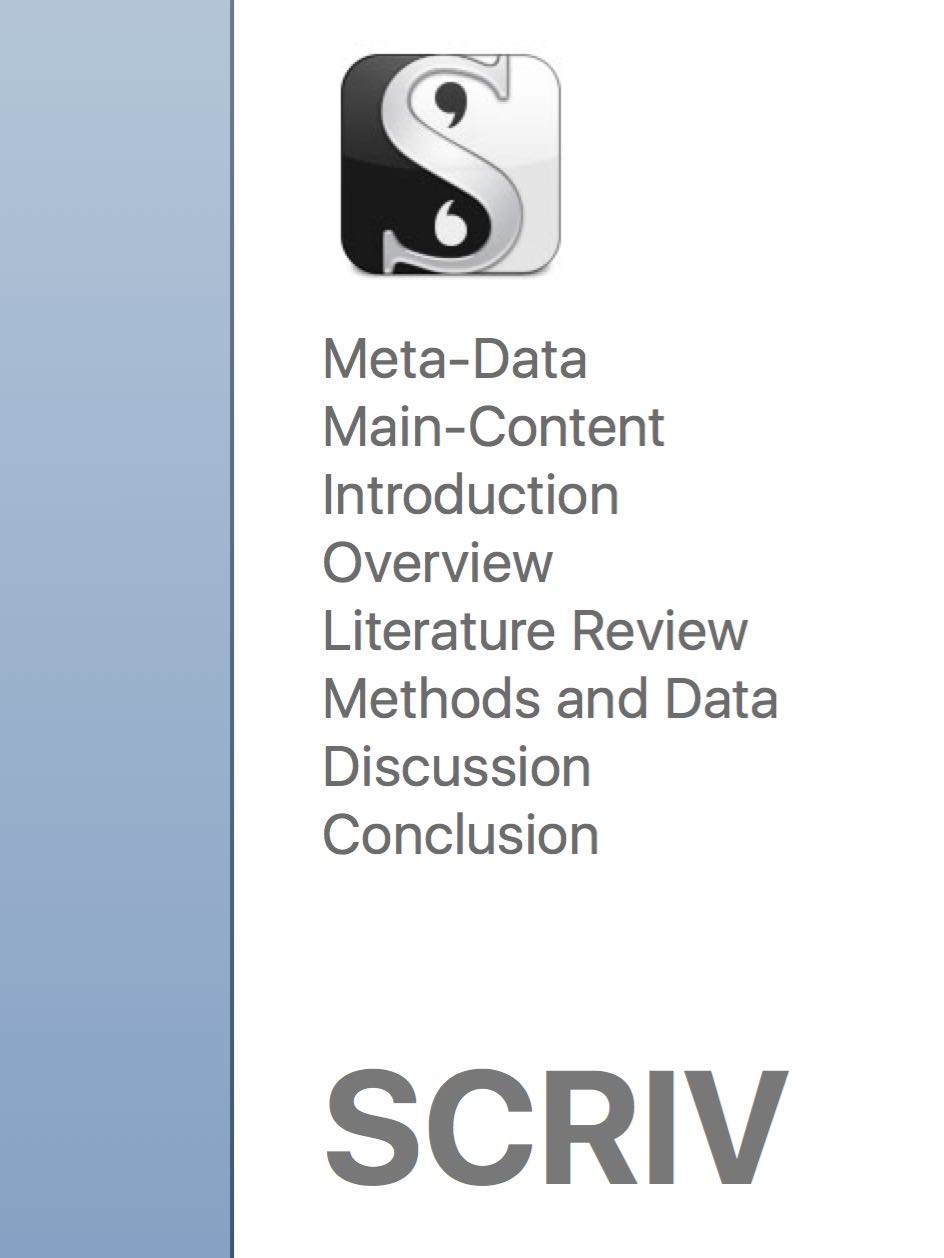 Meta-Data
Main-Content
Introduction
Overview
Literature Review
Methods and Data
Discussion
Conclusion
SCRIV